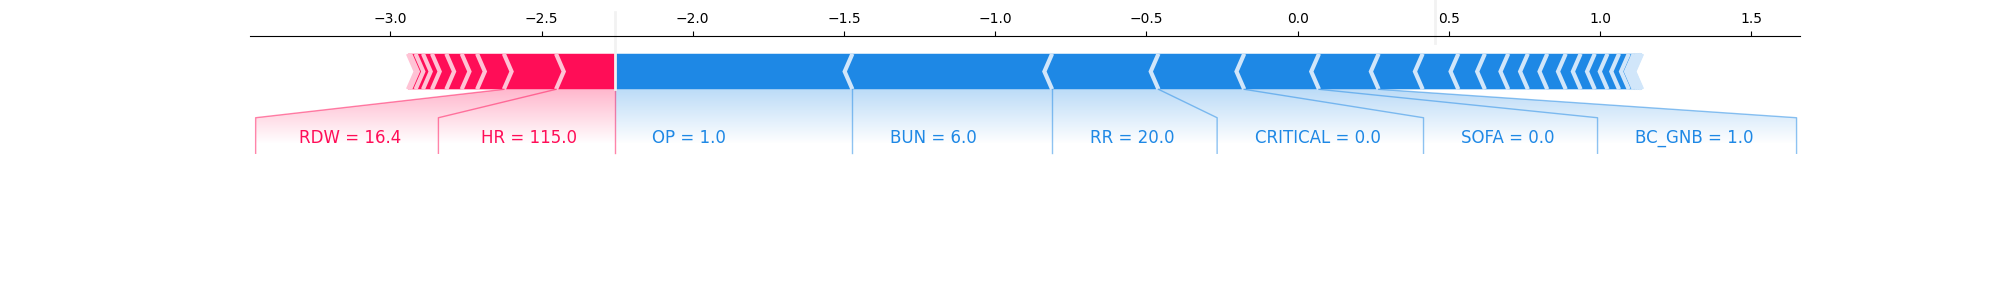 −3.0 −2.5 −2.0 −1.5 −1.0 −0.5 0.0 0.5 1.0 1.5
RDW = 16.4 HR = 115.0 OP = 1.0 BUN = 6.0 RR = 20.0 CRITICAL = 0.0 SOFA = 0.0 BC_GNB = 1.0